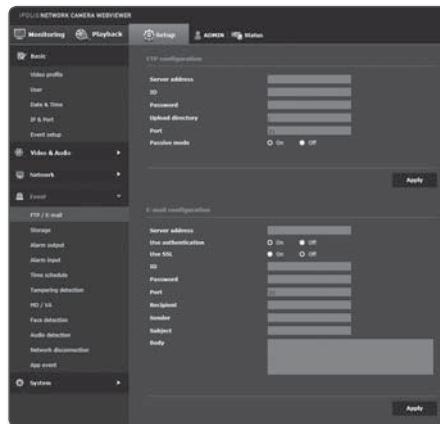 iPOLiS NETWORK CAMERA WEBVIEWER
Monitoring Playback Setup ADMIN Status
Basic
Video profile
User
Date & Time
IP & Port
Event setup
Video & Audio
Network
Event
FTP / E-mail
Storage
Alarm output
Alarm input
Time schedule
Tampering detection
MD / VA
Face detection
Audio detection
Network disconnection
App event
System
FTP configuration
Server address
ID
Password
Upload directory
Port
Passive mode On Off
Apply
E-mail configuration
Server address
Use authentication On Off
Use SSL On Off
ID
Password
Port
Recipient
Sender
Subject
Body
Apply